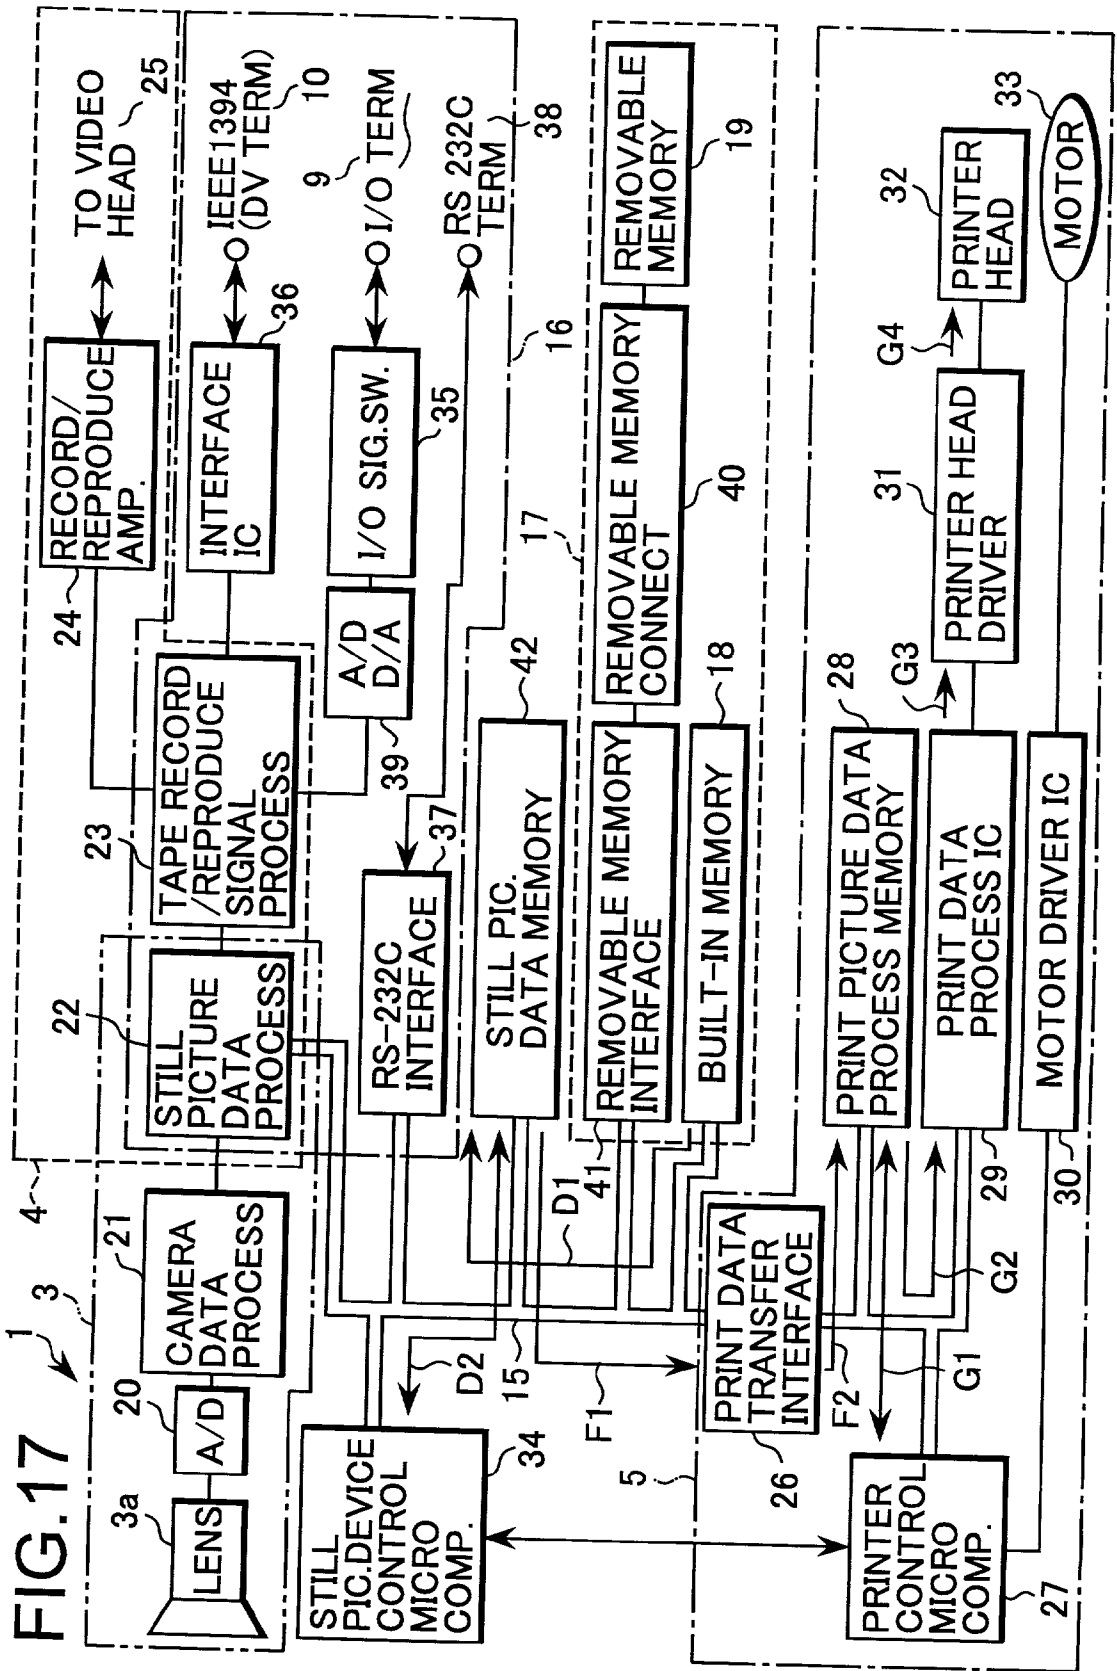 FIG.17
1
3
4
3a
LENS
20
A/D
21
CAMERA
DATA
PROCESS
22
STILL
PICTURE
DATA
PROCESS
23
TAPE RECORD
/REPRODUCE
SIGNAL
PROCESS
24
RECORD/
REPRODUCE
AMP.
TO VIDEO
HEAD
25
INTERFACE
IC
36
IEEE1394
(DV TERM)
10
A/D
D/A
39
I/O SIG.SW.
35
9
I/O TERM
RS-232C
INTERFACE
37
RS 232C
TERM
38
16
STILL
PIC.DEVICE
CONTROL
MICRO
COMP.
34
D2
15
F1
D1
STILL PIC.
DATA MEMORY
42
17
41
REMOVABLE MEMORY
INTERFACE
REMOVABLE MEMORY
CONNECT
40
REMOVABLE
MEMORY
19
BUILT-IN MEMORY
18
5
PRINT DATA
TRANSFER
INTERFACE
26
F2
G1
G2
PRINTER
CONTROL
MICRO
COMP.
27
PRINT PICTURE DATA
PROCESS MEMORY
28
PRINT DATA
PROCESS IC
29
G3
PRINTER HEAD
DRIVER
31
G4
PRINTER
HEAD
32
MOTOR DRIVER IC
30
MOTOR
33